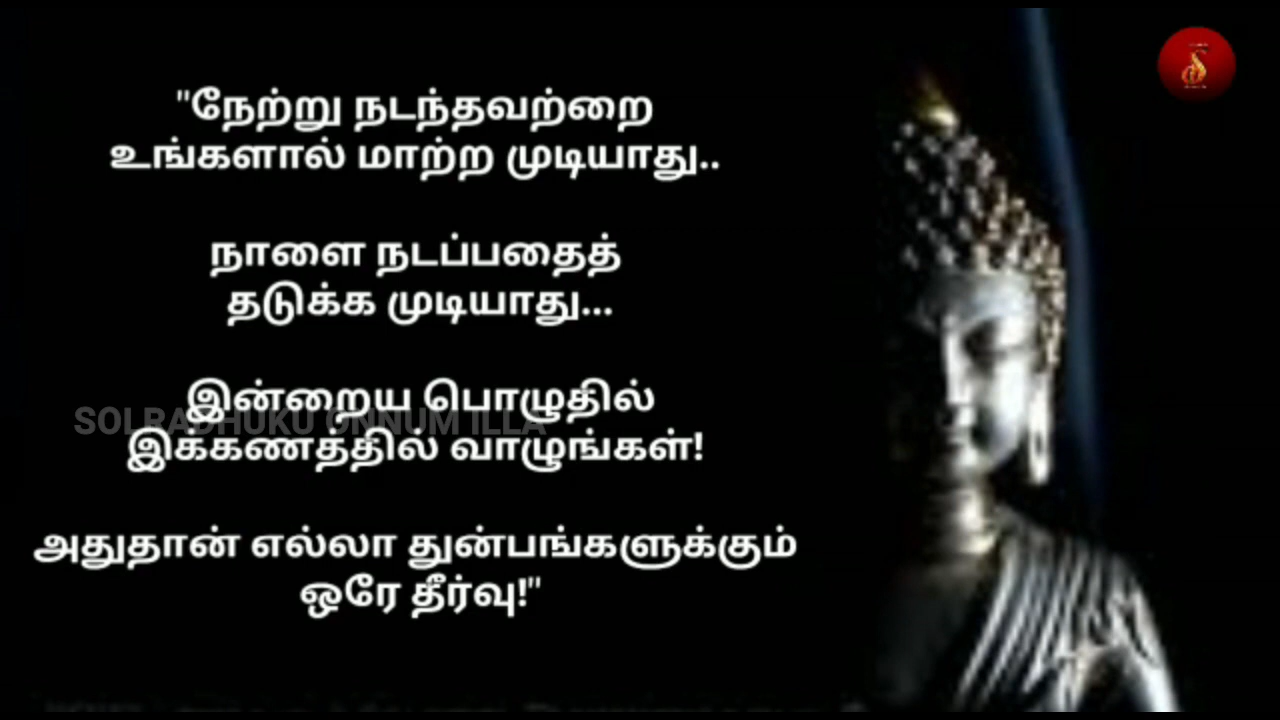 "நேற்று நடந்தவற்றை
உங்களால் மாற்ற முடியாது..
நாளை நடப்பதைத்
தடுக்க முடியாது...
இன்றைய பொழுதில்
SOLRADHUKU ONNUM ILLA
இக்கணத்தில் வாழுங்கள்!
அதுதான் எல்லா துன்பங்களுக்கும்
ஒரே தீர்வு!"